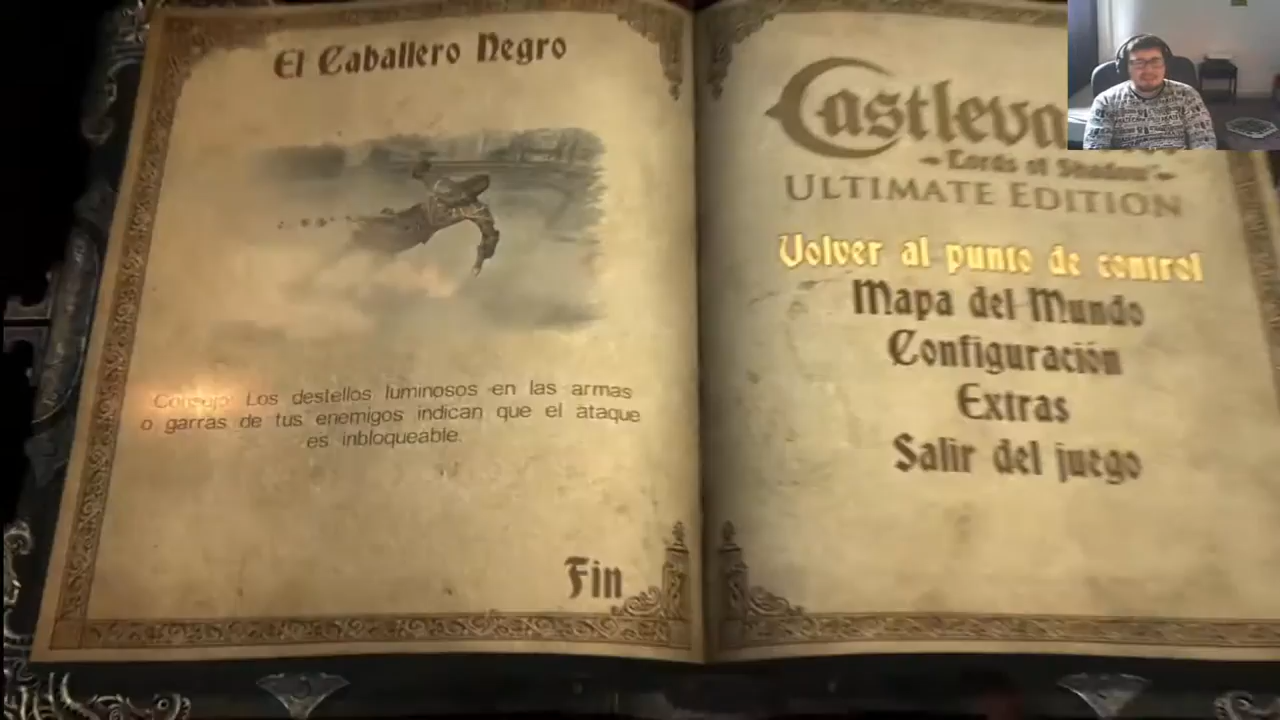 El Caballero Negro
Consejo: Los destellos luminosos en las armas
o garras de tus enemigos indican que el ataque
es inbloqueable.
Fin
Lords of Shadow
ULTIMATE EDITION
Volver al punto de control
Mapa del Mundo
Configuración
Extras
Salir del juego